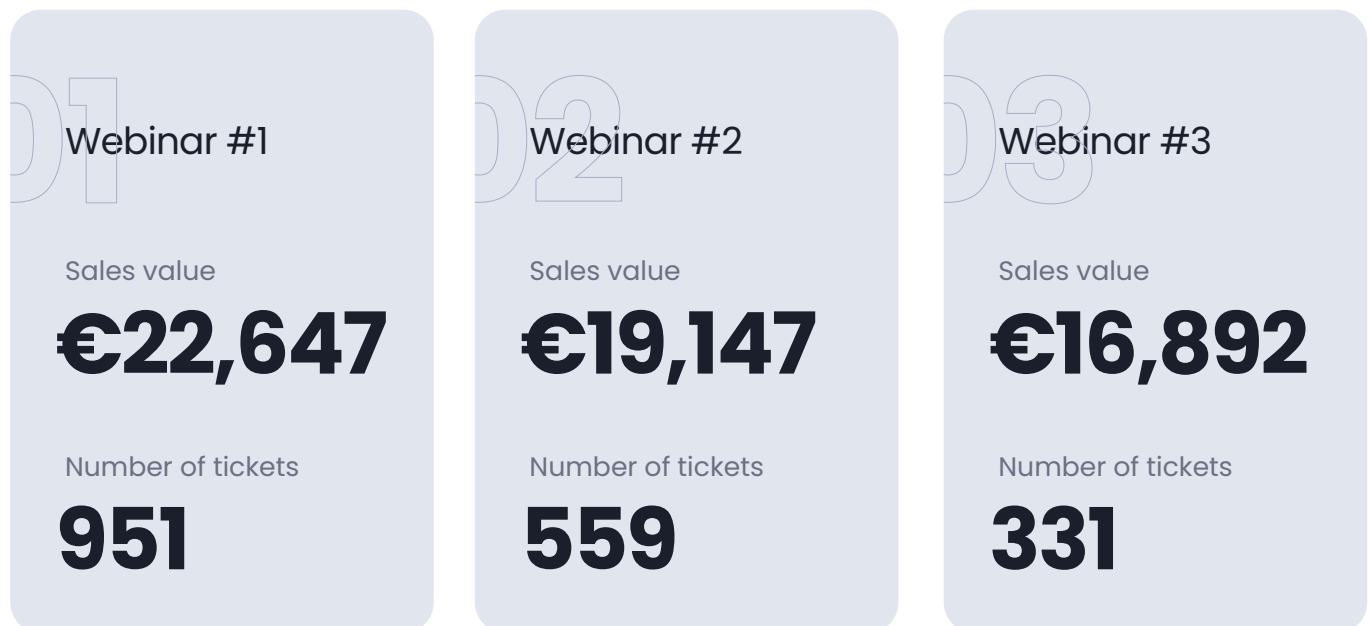 01
Webinar #1
Sales value
€22,647
Number of tickets
951
02
Webinar #2
Sales value
€19,147
Number of tickets
559
03
Webinar #3
Sales value
€16,892
Number of tickets
331